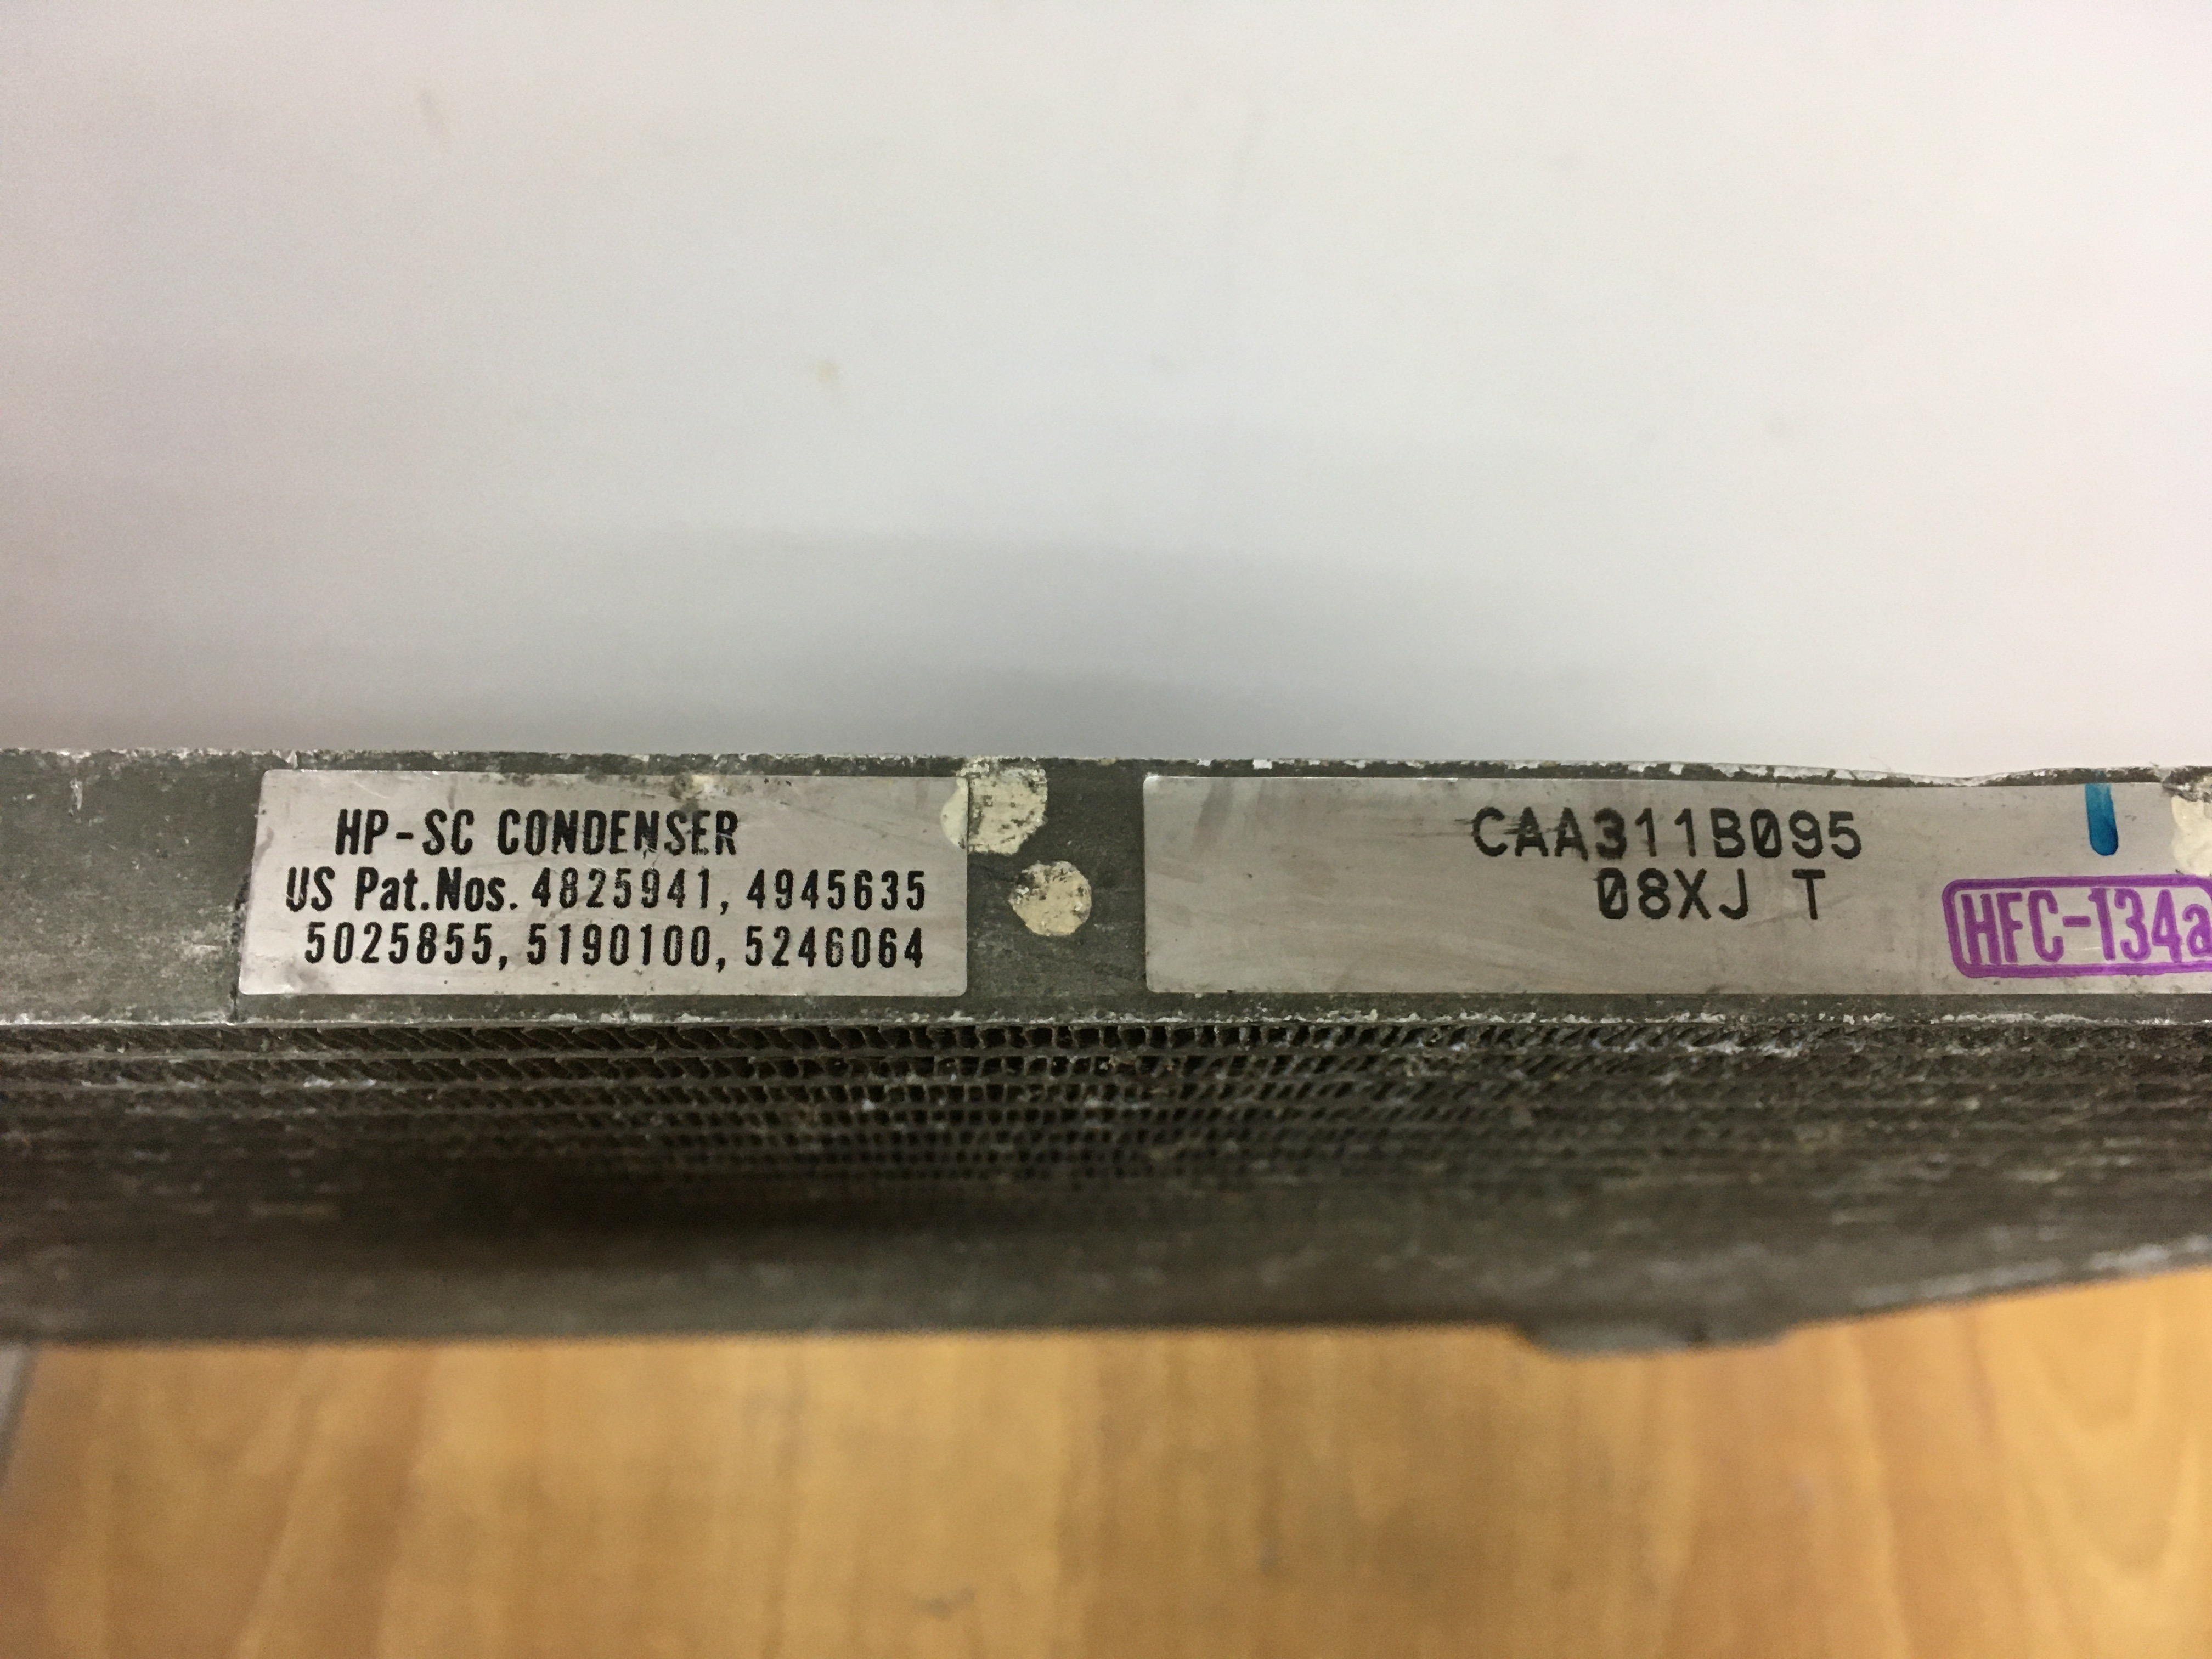 HP-SC CONDENSER
US Pat.Nos. 4825941, 4945635
5025855, 5190100, 5246064
CAA311B095
08XJ T
HFC-134a